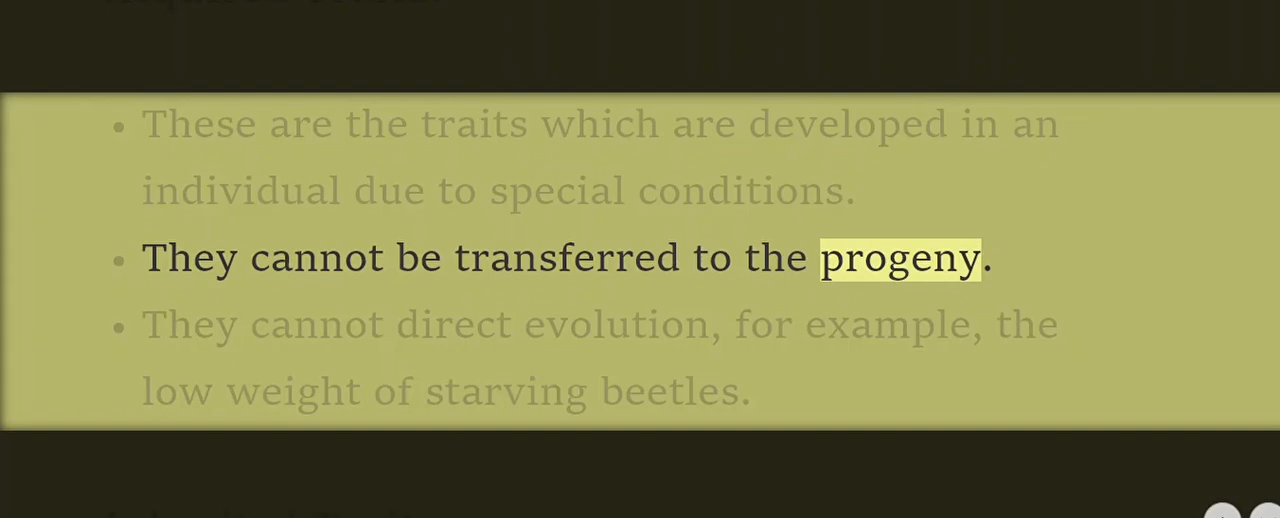 • These are the traits which are developed in an
individual due to special conditions.
• They cannot be transferred to the progeny.
• They cannot direct evolution, for example, the
low weight of starving beetles.